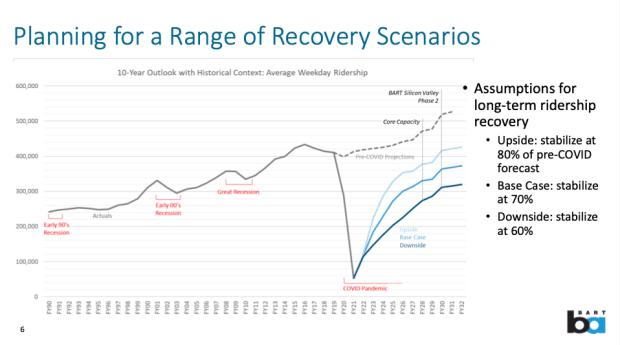 Planning for a Range of Recovery Scenarios
10-Year Outlook with Historical Context: Average Weekday Ridership
600,000
500,000
400,000
300,000
200,000
100,000
0
BART Silicon Valley
Phase 2
Core Capacity
Pre-COVID Projections
Early 90's
Recession
Actuals
Early 00's
Recession
Great Recession
Upside
Base Case
Downside
COVID Pandemic
FY90
FY91
FY92
FY93
FY94
FY95
FY96
FY97
FY98
FY99
FY00
FY01
FY02
FY03
FY04
FY05
FY06
FY07
FY08
FY09
FY10
FY11
FY12
FY13
FY14
FY15
FY16
FY17
FY18
FY19
FY20
FY21
FY22
FY23
FY24
FY25
FY26
FY27
FY28
FY29
FY30
FY31
FY32
• Assumptions for
long-term ridership
recovery
• Upside: stabilize at
80% of pre-COVID
forecast
• Base Case: stabilize
at 70%
• Downside: stabilize
at 60%
6
BART
ba